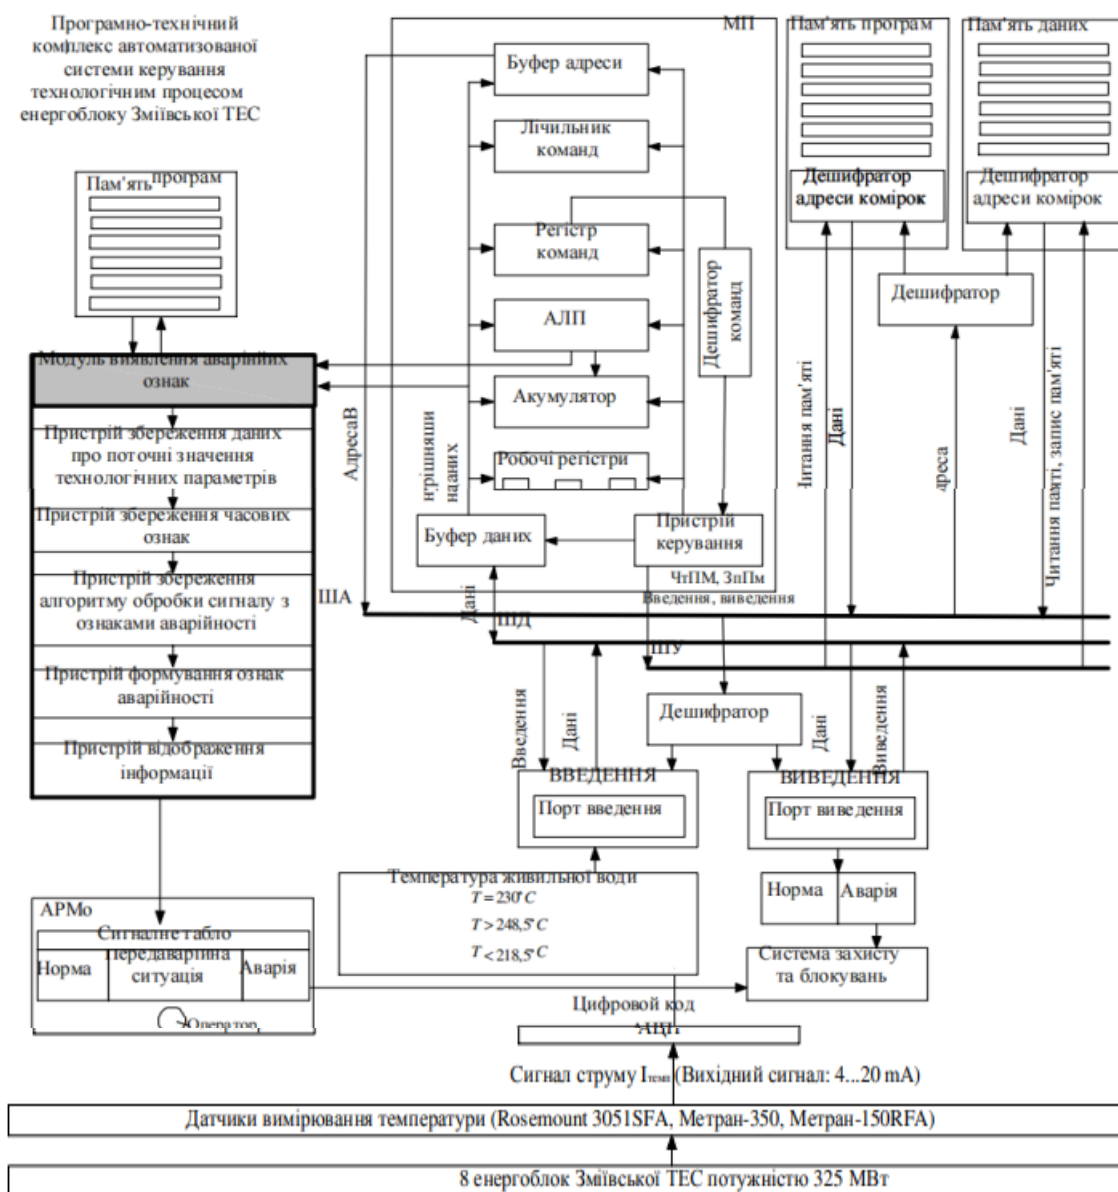 Програмно-технічний
комплекс автоматизованої
системи керування
технологічним процесом
енергоблоку Зміївської ТЕС
Пам'ять програм
Модуль виявлення аварійних
ознак
Пристрій збереження даних
про поточні значення
технологічних параметрів
Пристрій збереження часових
ознак
Пристрій збереження
алгоритму обробки сигналу з
ознаками аварійності
Пристрій формування ознак
аварійності
Пристрій відображення
інформації
АРМо
Сигналне табло
Норма
Передаварійна
ситуація
Аварія
Оператор
МП
Буфер адреси
Лічильник
команд
Регістр
команд
АЛП
Акумулятор
Робочі регістри
Дешифратор
команд
Буфер даних
Пристрій
керування
АдресаВ
Дані
ЧтПМ, ЗпПм
Введення, виведення
ША
ШД
ШУ
Пам'ять програм
Дешифратор
адреси комірок
Пам'ять даних
Дешифратор
адреси комірок
Дешифратор
Читання пам'яті
Дані
Дані
Читання памяті, запис пам'яті
Дешифратор
Введення
Дані
Дані
Виведення
ВВЕДЕННЯ
Порт введення
ВИВЕДЕННЯ
Порт виведення
Температура живильної води
T = 230°C
T > 248,5°C
T < 218,5°C
Норма
Аварія
Система захисту
та блокувань
Цифровой код
АЦП
Сигнал струму Iтемп (Вихідний сигнал: 4...20 mA)
Датчики вимірювання температури (Rosemount 3051SFA, Метран-350, Метран-150RFA)
8 енергоблок Зміївської ТЕС потужністю 325 МВт